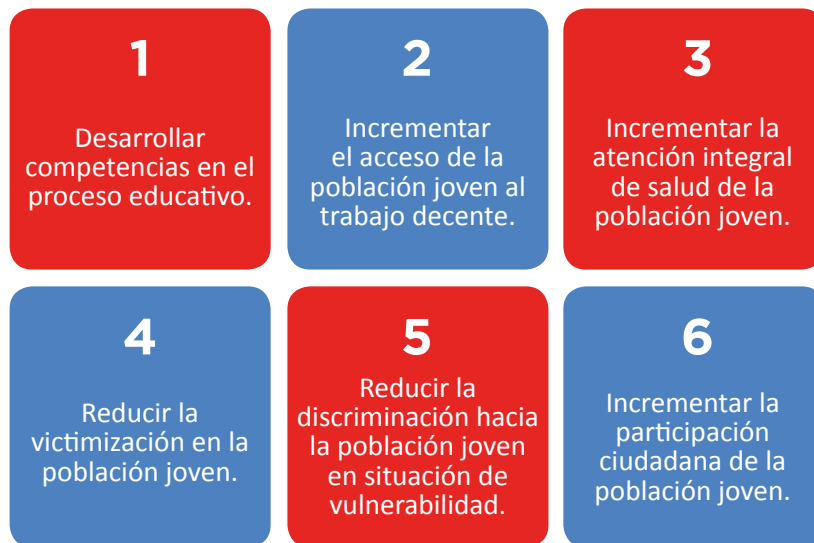 1
Desarrollar
competencias en el
proceso educativo.
2
Incrementar
el acceso de la
población joven al
trabajo decente.
3
Incrementar la
atención integral
de salud de la
población joven.
4
Reducir la
victimización en la
población joven.
5
Reducir la
discriminación hacia
la población joven
en situación de
vulnerabilidad.
6
Incrementar la
participación
ciudadana de la
población joven.